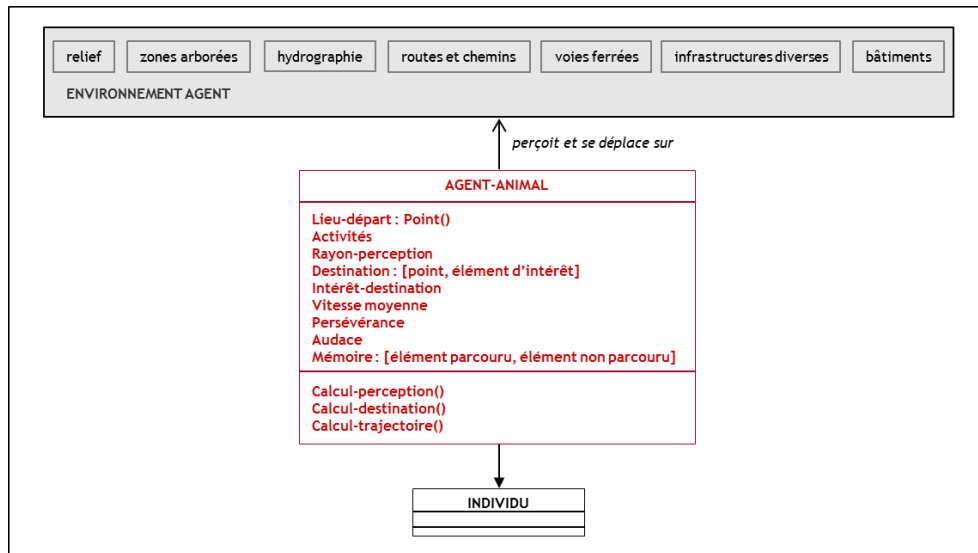 relief zones arborées hydrographie routes et chemins voies ferrées infrastructures diverses bâtiments
ENVIRONNEMENT AGENT
perçoit et se déplace sur
AGENT-ANIMAL
Lieu-départ : Point()
Activités
Rayon-perception
Destination : [point, élément d'intérêt]
Intérêt-destination
Vitesse moyenne
Persévérance
Audace
Mémoire : [élément parcouru, élément non parcouru]
Calcul-perception()
Calcul-destination()
Calcul-trajectoire()
INDIVIDU